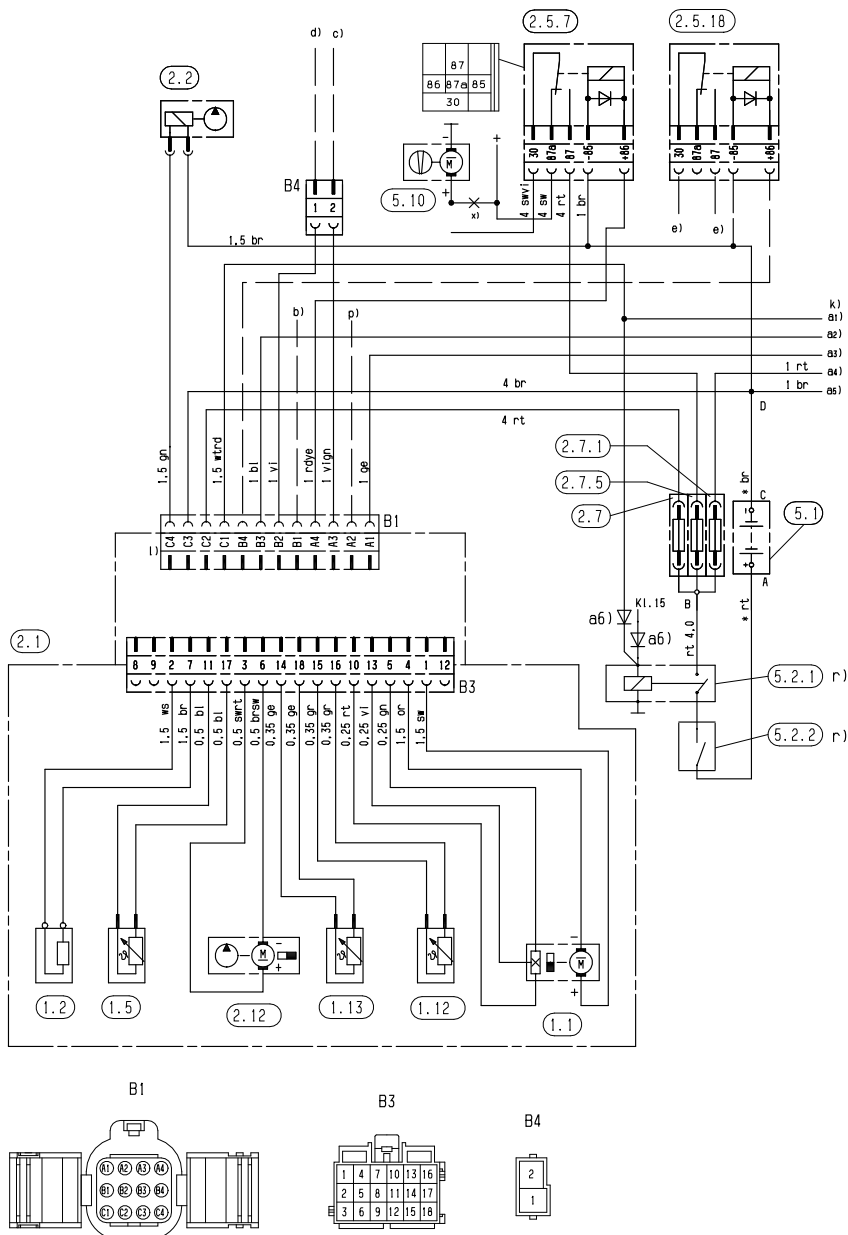 2.5.7
2.5.18
d) c)
87
86 87a 85
30
2.2
30 87a 87 -85 +86
30 87a 87 -85 +86
B4
1 2
-
M
+
+
x)
5.10
4 swvi
4 sw
4 rt
1 br
e) e)
1.5 br
b) p)
k)
a1)
a2)
a3)
1 rt a4)
4 br
1 br a5)
D
4 rt
1.5 gn
1.5 wtrd
1 bl
1 vi
1 rdye
1 vign
1 ge
2.7.1
2.7.5
2.7
* br
C
-
5.1
+
A
B1
l)
C4 C3 C2 C1 B4 B3 B2 B1 A4 A3 A2 A1
B
* rt
Kl.15
a6)
a6)
rt 4.0
2.1
8 9 2 7 11 17 3 6 14 18 15 16 10 13 5 4 1 12
B3
5.2.1 r)
5.2.2 r)
1.5 ws
1.5 br
0.5 bl
0.5 bl
0.5 swrt
0.5 brsw
0.35 ge
0.35 ge
0.35 gr
0.35 gr
0.25 rt
0.25 vi
0.25 gn
1.5 or
1.5 sw
ϑ
M
-
+
ϑ
ϑ
-
M
+
1.2
1.5
2.12
1.13
1.12
1.1
B1
B3
B4
A1 A2 A3 A4
B1 B2 B3 B4
C1 C2 C3 C4
1 4 7 10 13 16
2 5 8 11 14 17
3 6 9 12 15 18
2
1